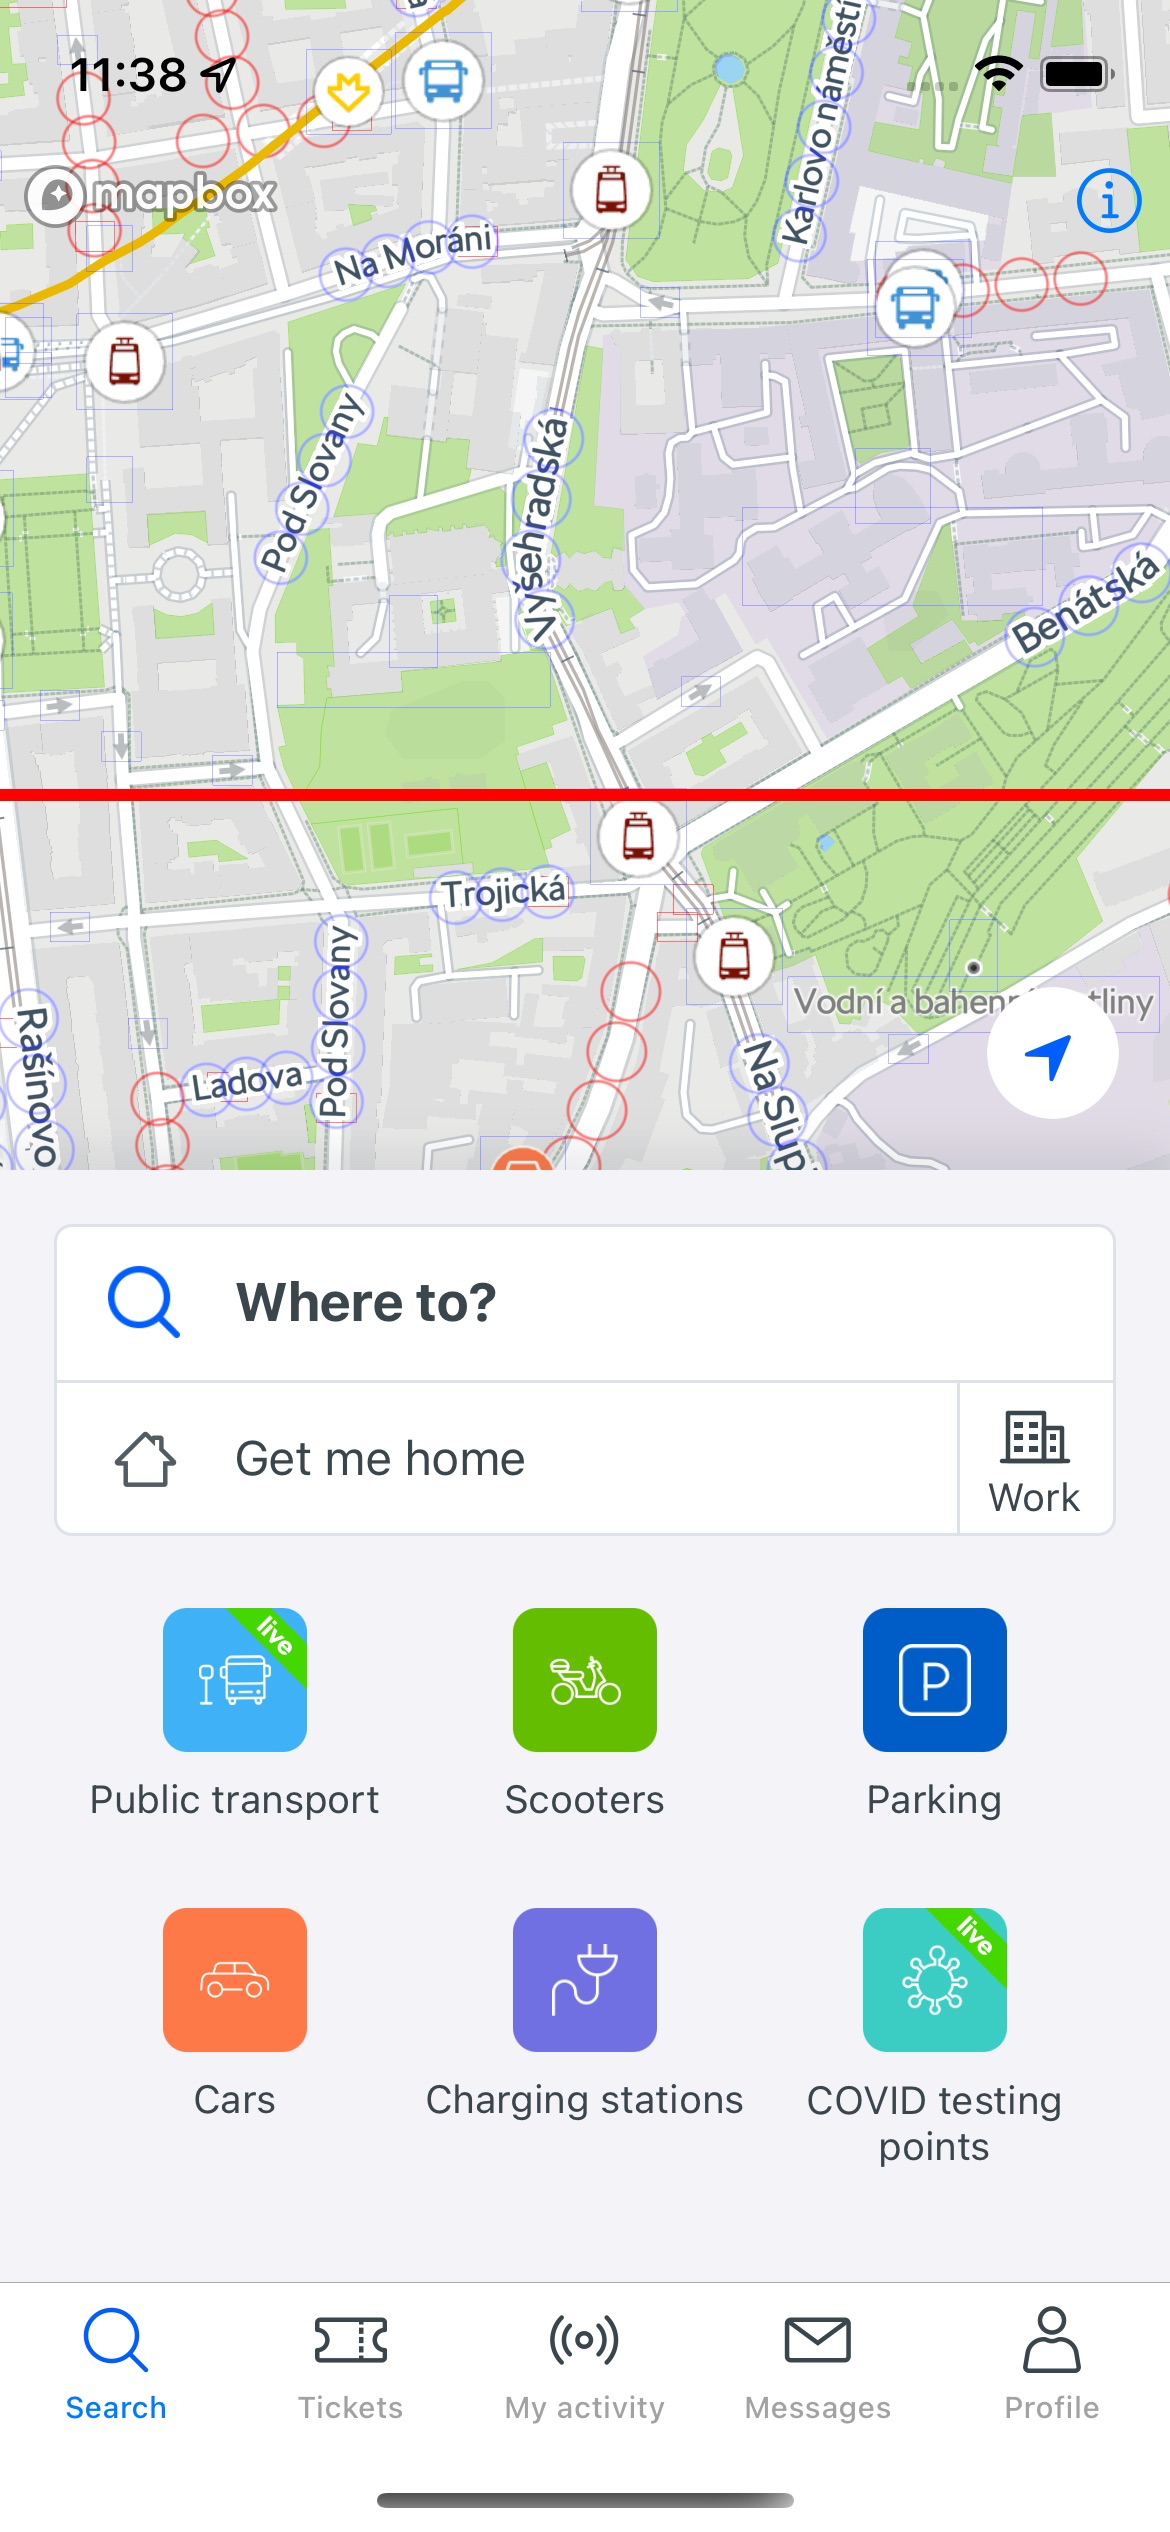 11:38
mapbox
Karlovo náměstí
Na Moráni
Pod Slovany
Vyšehradská
Benátská
Trojická
Pod Slovany
Vodní a bahenn
tliny
Rašínovo
Ladova
Na Slup
Where to?
Get me home
Work
live
Public transport
Scooters
P
Parking
live
Cars
Charging stations
COVID testing
points
Search
Tickets
My activity
Messages
Profile